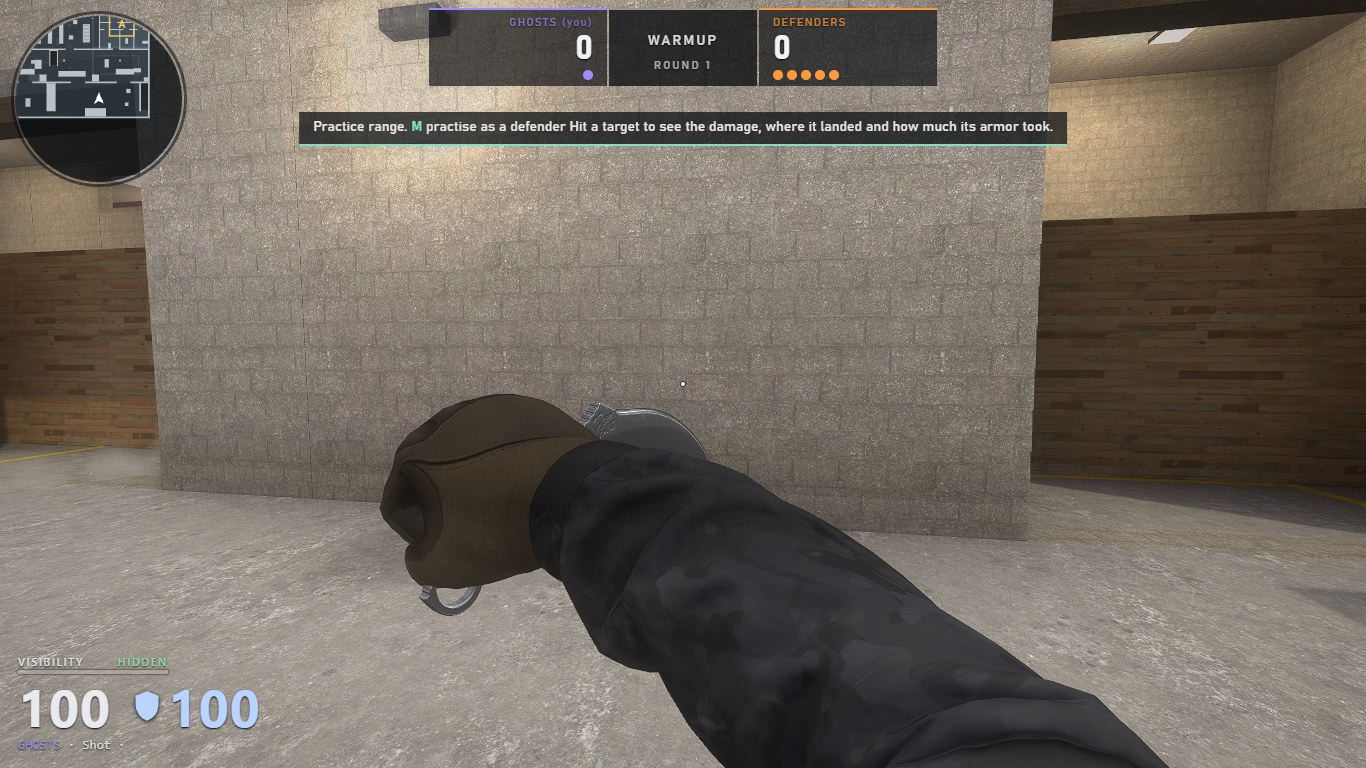 A
GHOSTS (you)
0
WARMUP
ROUND 1
DEFENDERS
0
Practice range. M practise as a defender Hit a target to see the damage, where it landed and how much its armor took.
VISIBILITY HIDDEN
100 100
GHOSTS · Shot ·